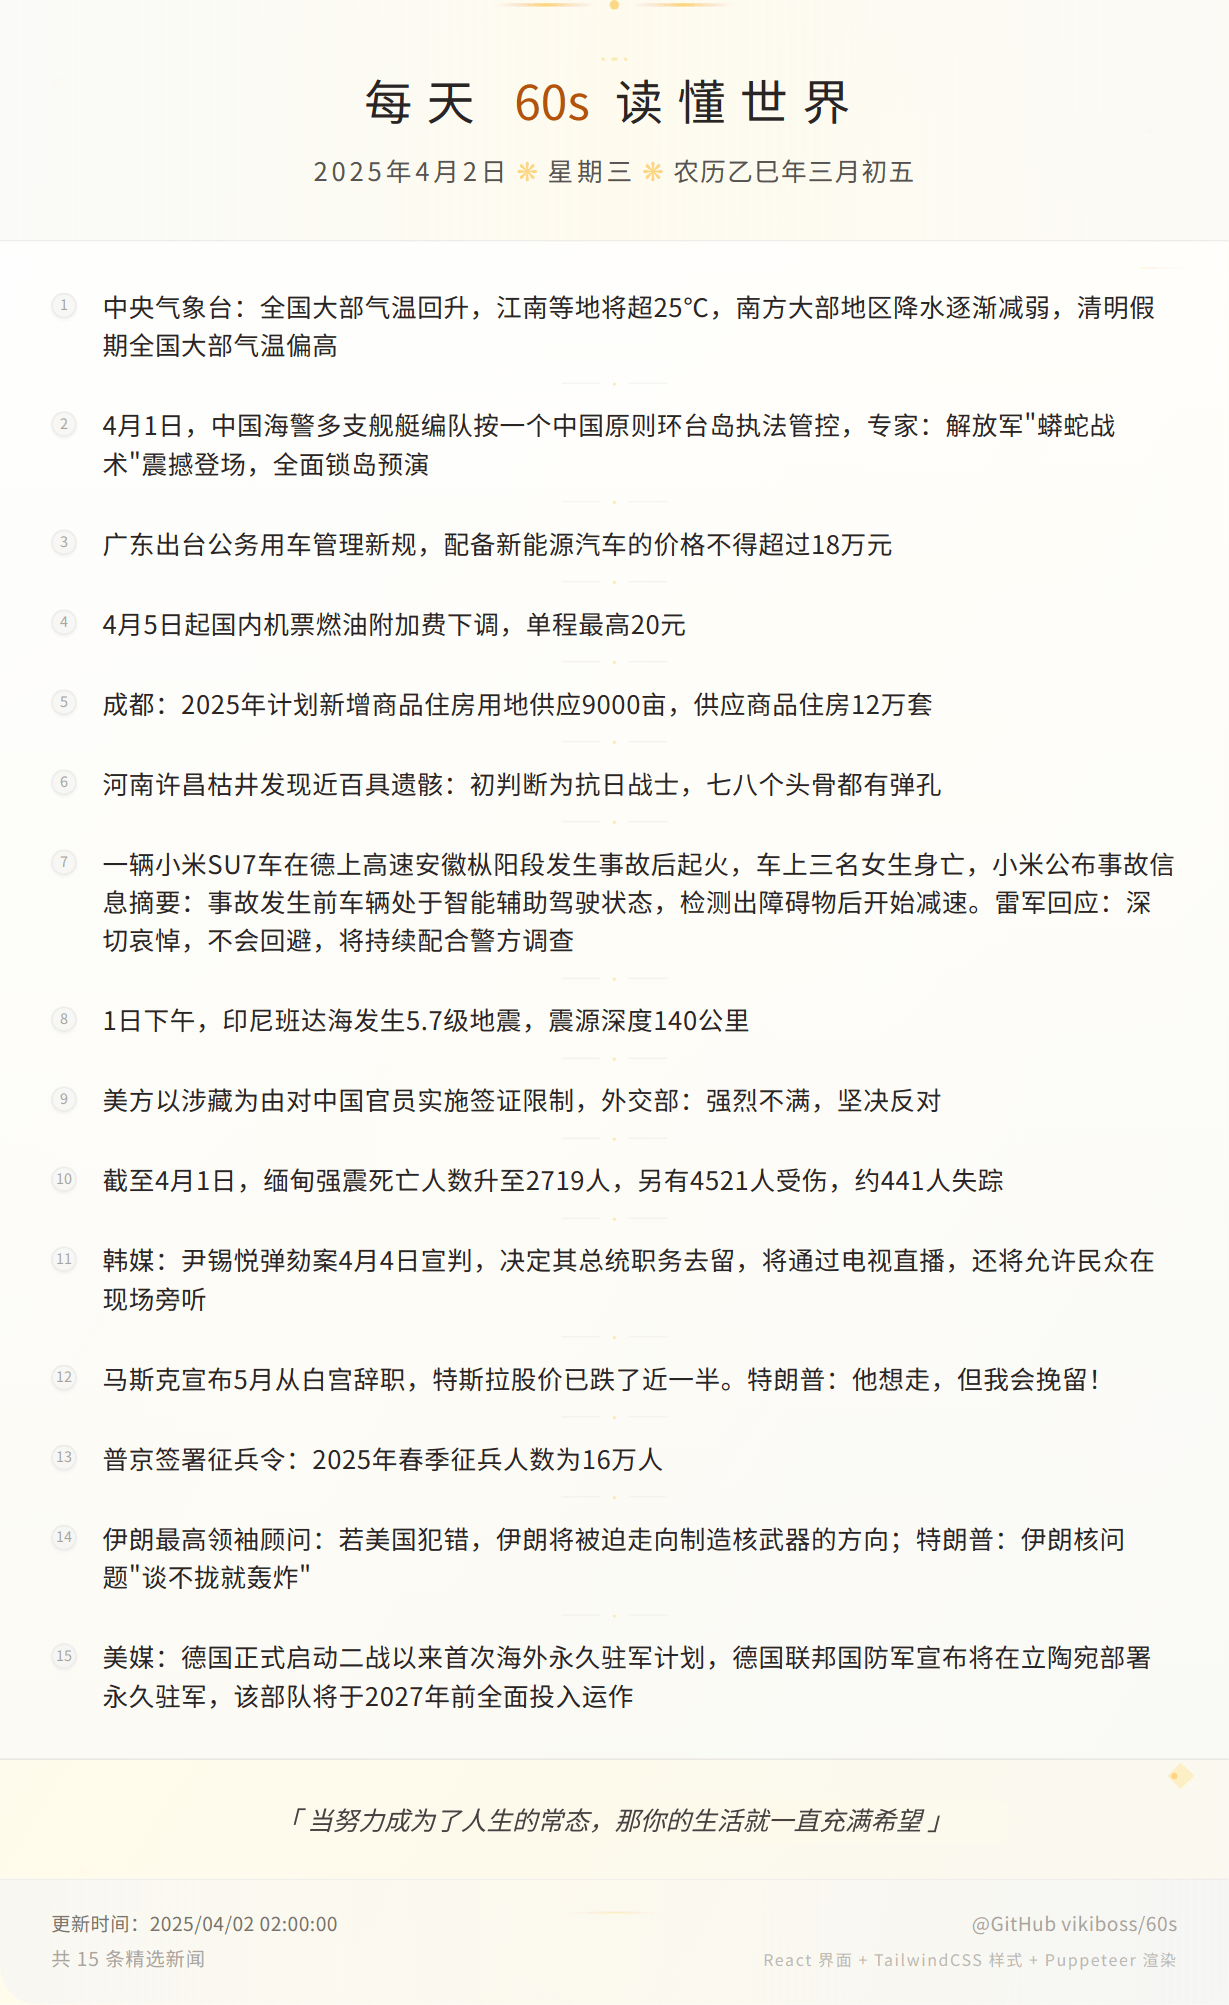 每天 60s 读懂世界
2025年4月2日 ❋ 星期三 ❋ 农历乙巳年三月初五
1 中央气象台：全国大部气温回升，江南等地将超25℃，南方大部地区降水逐渐减弱，清明假
期全国大部气温偏高
2 4月1日，中国海警多支舰艇编队按一个中国原则环台岛执法管控，专家：解放军"蟒蛇战
术"震撼登场，全面锁岛预演
3 广东出台公务用车管理新规，配备新能源汽车的价格不得超过18万元
4 4月5日起国内机票燃油附加费下调，单程最高20元
5 成都：2025年计划新增商品住房用地供应9000亩，供应商品住房12万套
6 河南许昌枯井发现近百具遗骸：初判断为抗日战士，七八个头骨都有弹孔
7 一辆小米SU7车在德上高速安徽枞阳段发生事故后起火，车上三名女生身亡，小米公布事故信
息摘要：事故发生前车辆处于智能辅助驾驶状态，检测出障碍物后开始减速。雷军回应：深
切哀悼，不会回避，将持续配合警方调查
8 1日下午，印尼班达海发生5.7级地震，震源深度140公里
9 美方以涉藏为由对中国官员实施签证限制，外交部：强烈不满，坚决反对
10 截至4月1日，缅甸强震死亡人数升至2719人，另有4521人受伤，约441人失踪
11 韩媒：尹锡悦弹劾案4月4日宣判，决定其总统职务去留，将通过电视直播，还将允许民众在
现场旁听
12 马斯克宣布5月从白宫辞职，特斯拉股价已跌了近一半。特朗普：他想走，但我会挽留！
13 普京签署征兵令：2025年春季征兵人数为16万人
14 伊朗最高领袖顾问：若美国犯错，伊朗将被迫走向制造核武器的方向；特朗普：伊朗核问
题"谈不拢就轰炸"
15 美媒：德国正式启动二战以来首次海外永久驻军计划，德国联邦国防军宣布将在立陶宛部署
永久驻军，该部队将于2027年前全面投入运作
「 当努力成为了人生的常态，那你的生活就一直充满希望 」
更新时间：2025/04/02 02:00:00
@GitHub vikiboss/60s
共 15 条精选新闻
React 界面 + TailwindCSS 样式 + Puppeteer 渲染